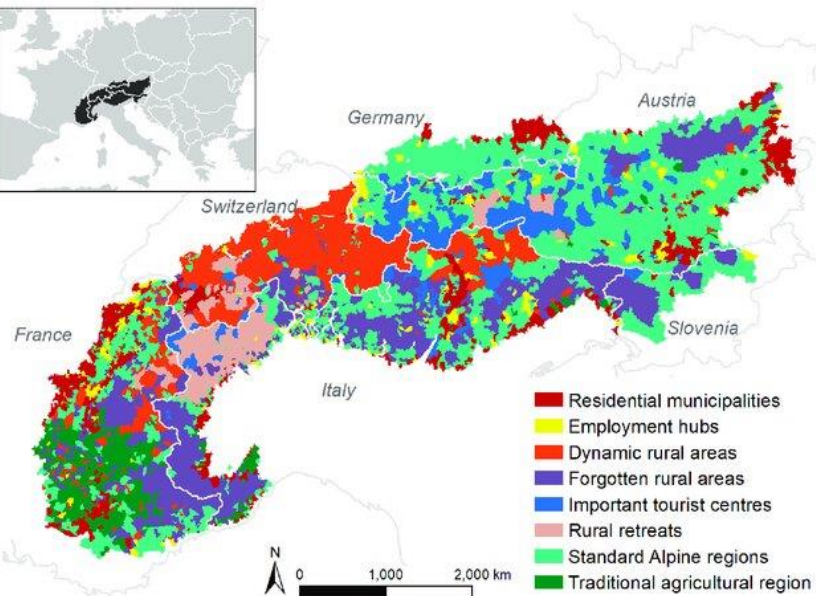 Germany
Austria
Switzerland
France
Italy
Slovenia
Residential municipalities
Employment hubs
Dynamic rural areas
Forgotten rural areas
Important tourist centres
Rural retreats
Standard Alpine regions
Traditional agricultural region
N
0 1,000 2,000 km